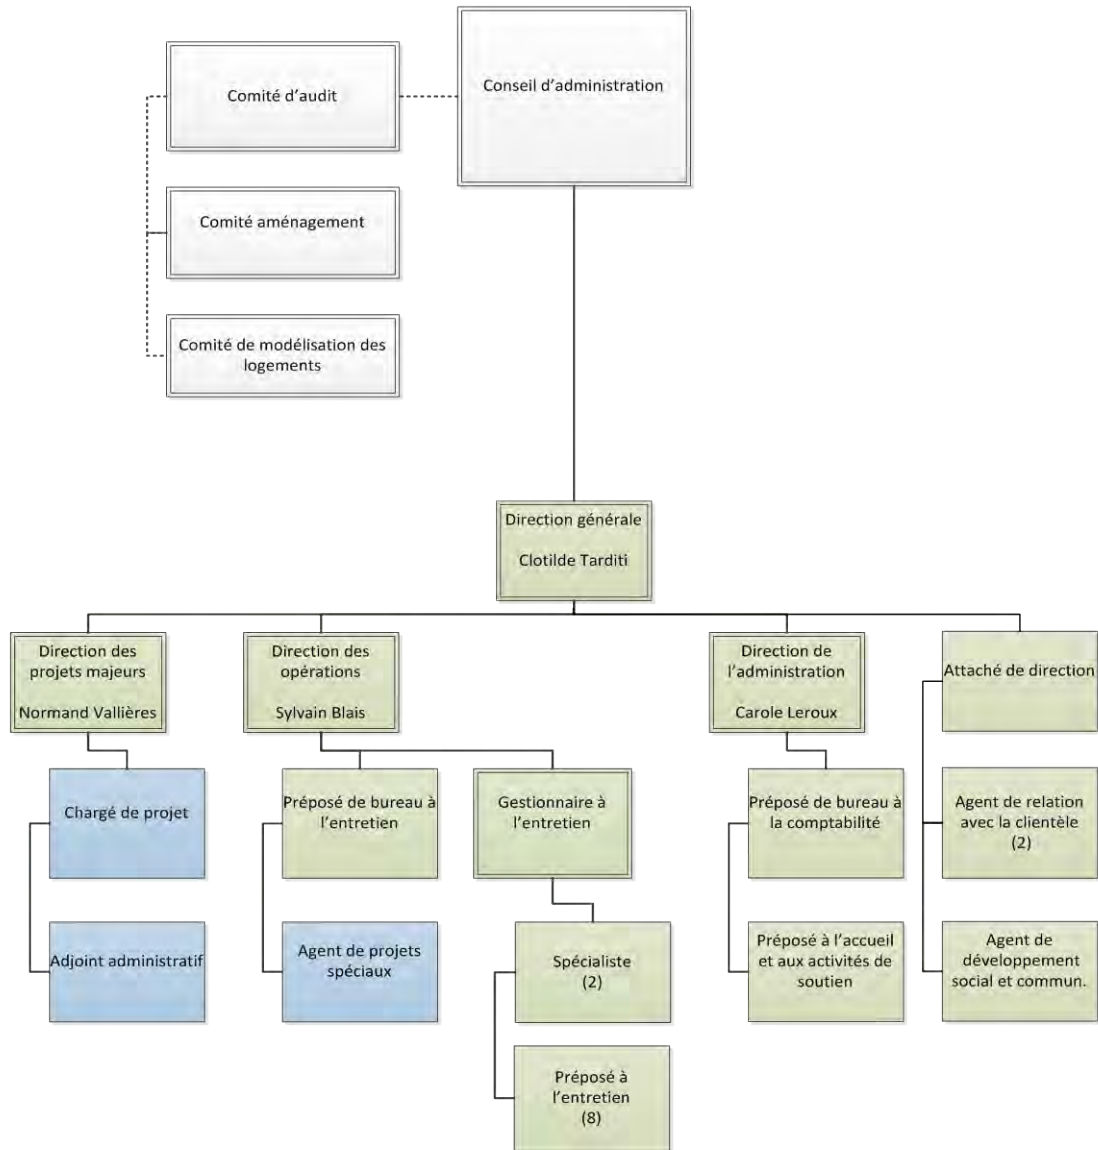 Comité d'audit
Conseil d'administration
Comité aménagement
Comité de modélisation des
logements
Direction générale
Clotilde Tarditi
Direction des
projets majeurs
Normand Vallières
Direction des
opérations
Sylvain Blais
Direction de
l'administration
Carole Leroux
Attaché de direction
Chargé de projet
Préposé de bureau à
l'entretien
Gestionnaire à
l'entretien
Préposé de bureau à
la comptabilité
Agent de relation
avec la clientèle
(2)
Adjoint administratif
Agent de projets
spéciaux
Spécialiste
(2)
Préposé à l'accueil
et aux activités de
soutien
Agent de
développement
social et commun.
Préposé à
l'entretien
(8)